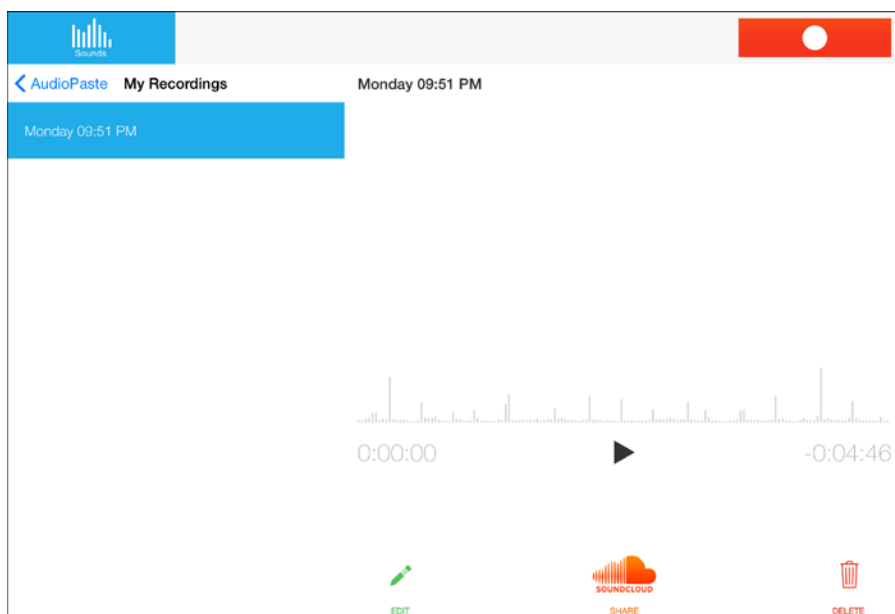 Sounds
AudioPaste My Recordings
Monday 09:51 PM
Monday 09:51 PM
0:00:00 -0:04:46
SOUNDCLOUD
EDIT SHARE DELETE